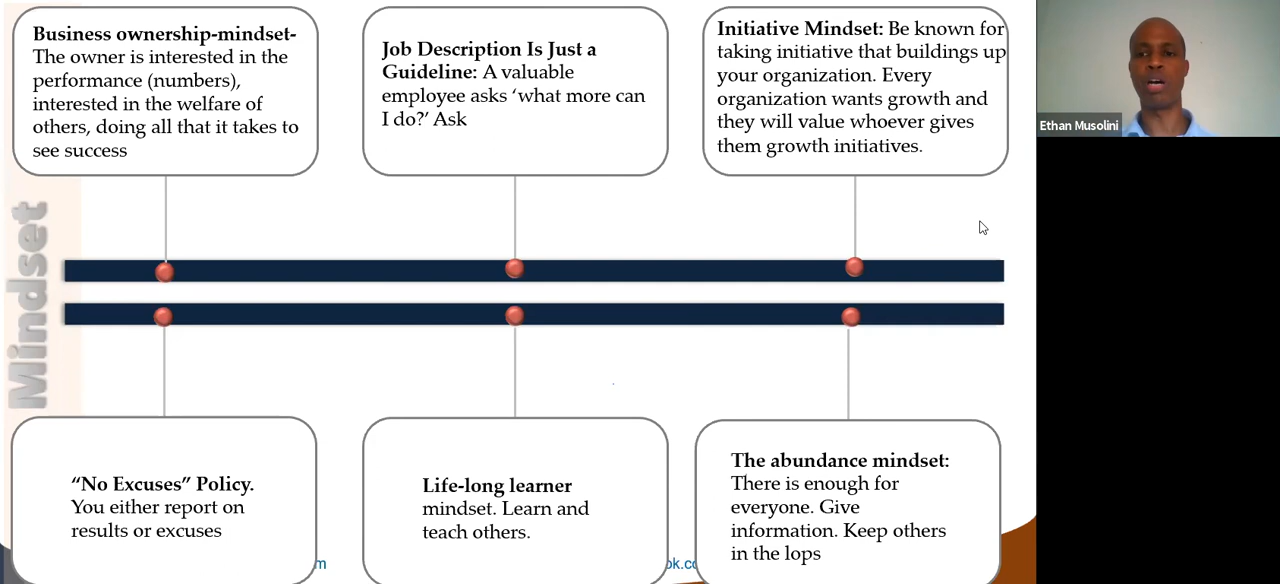 Business ownership-mindset-
The owner is interested in the
performance (numbers),
interested in the welfare of
others, doing all that it takes to
see success
Job Description Is Just a
Guideline: A valuable
employee asks ‘what more can
I do?’ Ask
Initiative Mindset: Be known for
taking initiative that buildings up
your organization. Every
organization wants growth and
they will value whoever gives
them growth initiatives.
Ethan Musolini
Mindset
“No Excuses” Policy.
You either report on
results or excuses
Life-long learner
mindset. Learn and
teach others.
The abundance mindset:
There is enough for
everyone. Give
information. Keep others
in the lops